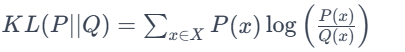 KL(P||Q) = ∑_{x∈X} P(x) log (P(x)/Q(x))